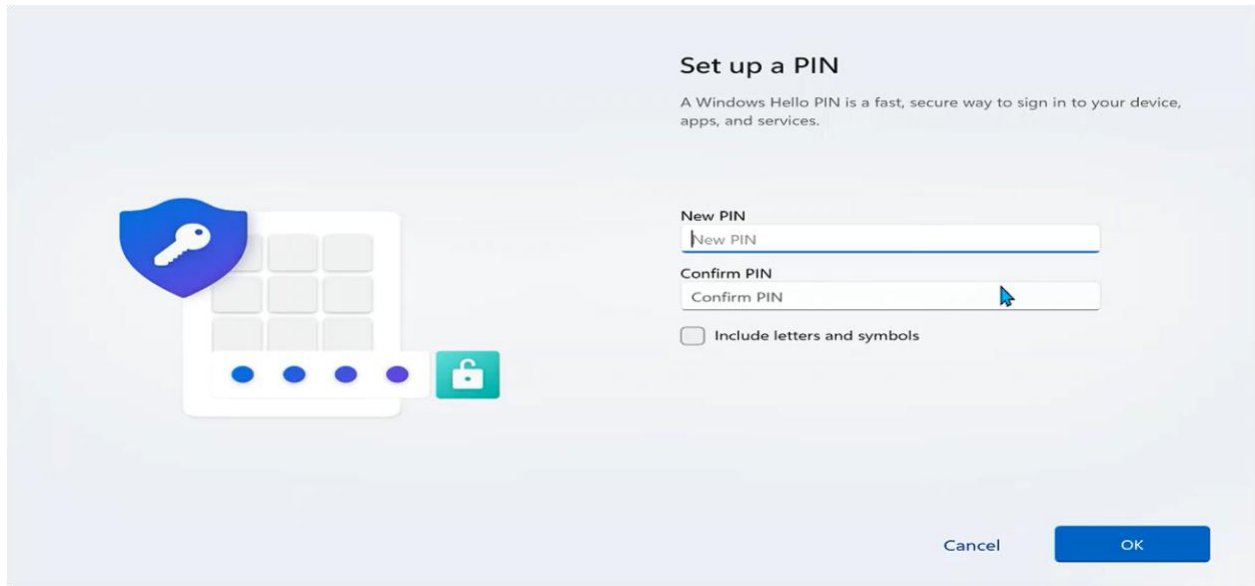 Set up a PIN
A Windows Hello PIN is a fast, secure way to sign in to your device,
apps, and services.
New PIN
New PIN
Confirm PIN
Confirm PIN
Include letters and symbols
Cancel
OK